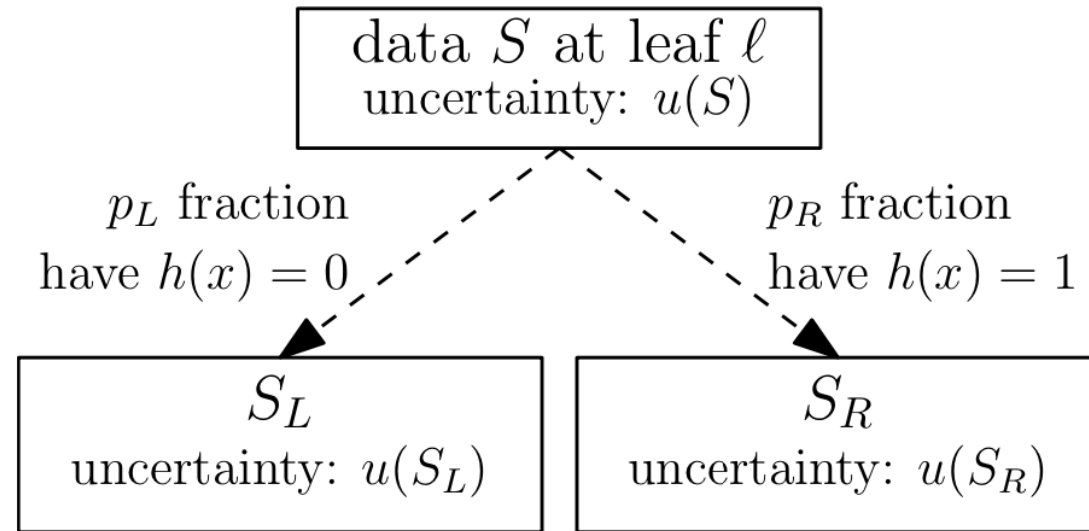 data S at leaf ℓ
uncertainty: u(S)
p_L fraction
have h(x) = 0
p_R fraction
have h(x) = 1
S_L
uncertainty: u(S_L)
S_R
uncertainty: u(S_R)